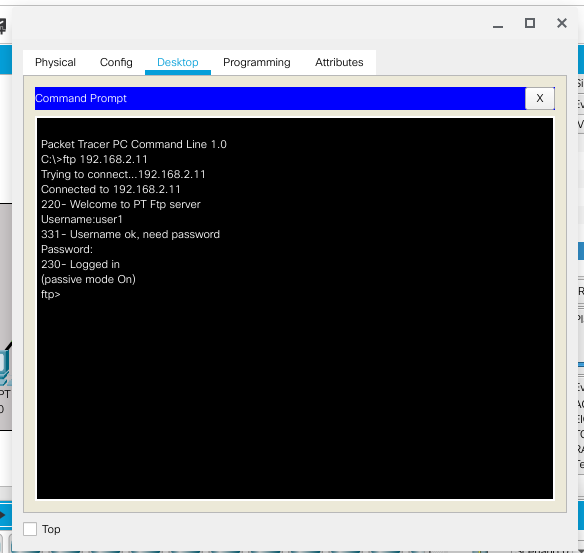 Physical
Config
Desktop
Programming
Attributes
Command Prompt
X
Packet Tracer PC Command Line 1.0
C:\>ftp 192.168.2.11
Trying to connect...192.168.2.11
Connected to 192.168.2.11
220- Welcome to PT Ftp server
Username:user1
331- Username ok, need password
Password:
230- Logged in
(passive mode On)
ftp>
Top